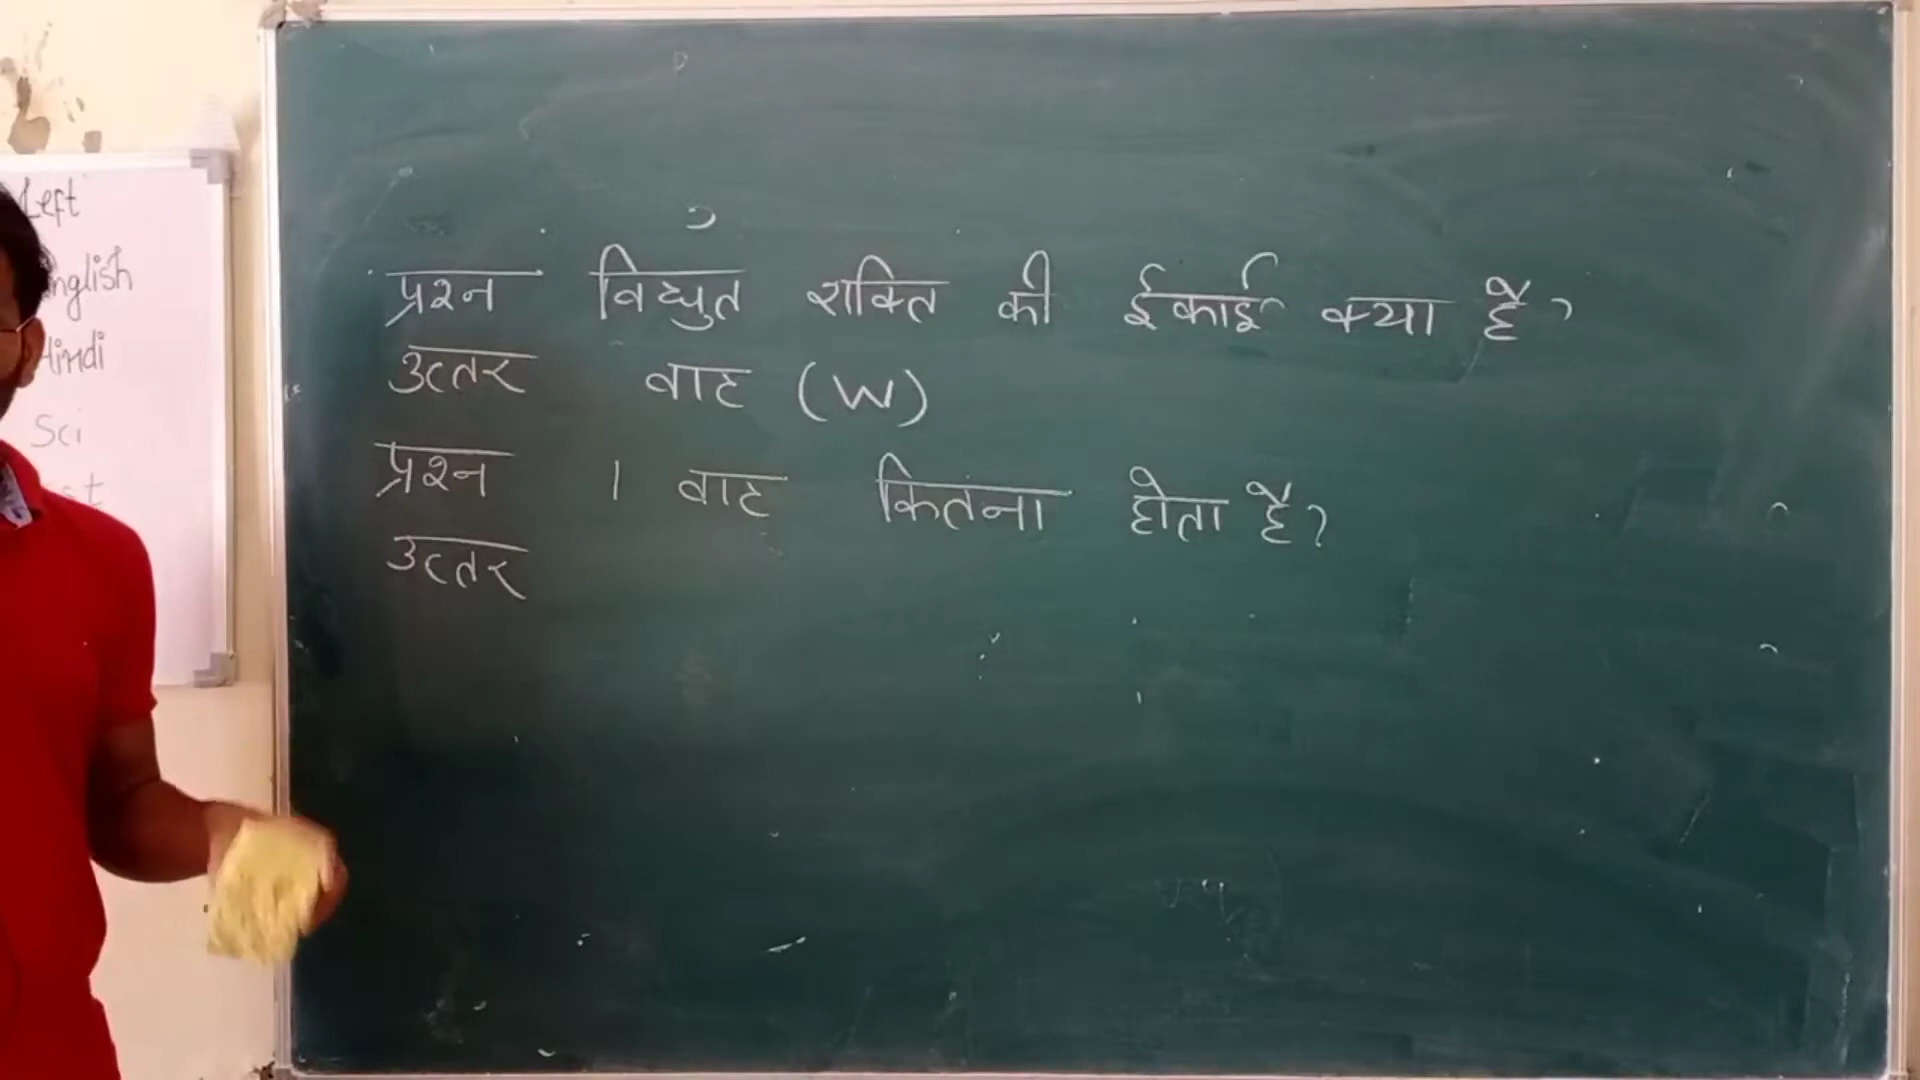 Left
English
Hindi
Sci
प्रश्न विद्युत शक्ति की ईकाई क्या है?
उत्तर वाट (W)
प्रश्न 1 वाट कितना होता है?
उत्तर